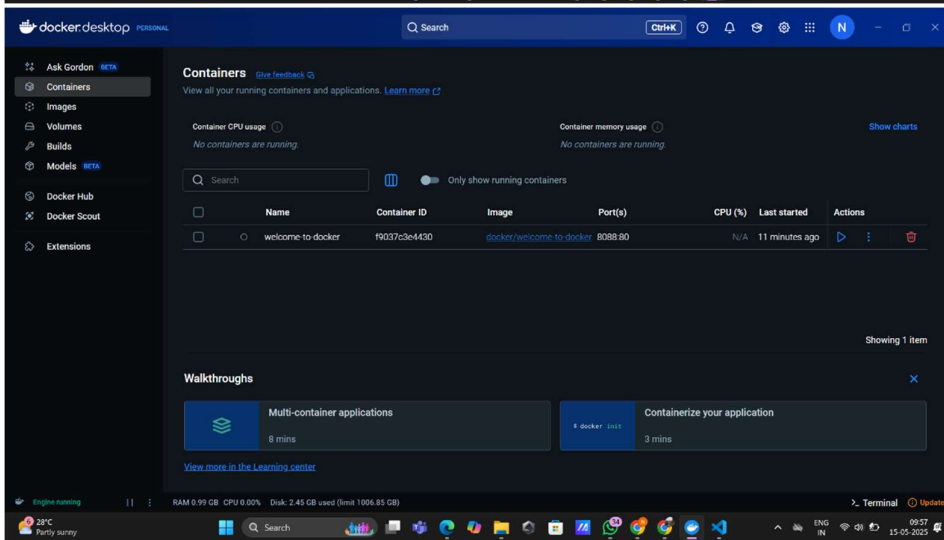 docker desktop PERSONAL
Search Ctrl+K
N
Ask Gordon BETA
Containers
Images
Volumes
Builds
Models BETA
Docker Hub
Docker Scout
Extensions
Containers Give feedback
View all your running containers and applications. Learn more
Container CPU usage
No containers are running.
Container memory usage
No containers are running.
Show charts
Search
Only show running containers
Name Container ID Image Port(s) CPU (%) Last started Actions
welcome-to-docker f9037c3e4430 docker/welcome-to-docker 8088:80 N/A 11 minutes ago
Showing 1 item
Walkthroughs
Multi-container applications
8 mins
$ docker init
Containerize your application
3 mins
View more in the Learning center
Engine running RAM 0.99 GB CPU 0.00% Disk: 2.45 GB used (limit 1006.85 GB) Terminal Update
28°C
Partly sunny
Search
ENG
IN
09:57
15-05-2025